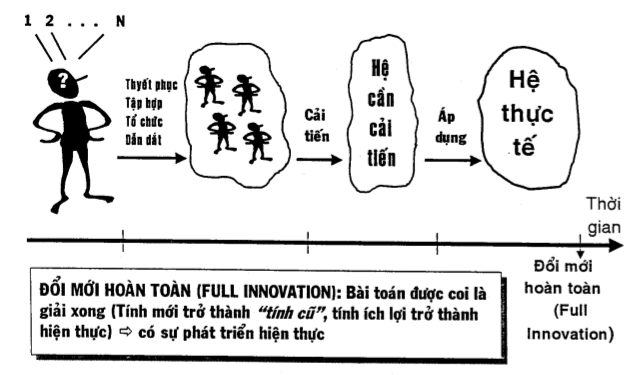 1 2 . . . N
?
Thyết phục
Tập hợp
Tổ chức
Dẫn dắt
Cải
tiến
Hệ
cần
cải
tiến
Áp
dụng
Hệ
thực
tế
Thời
gian
Đổi mới
hoàn toàn
(Full
Innovation)
ĐỔI MỚI HOÀN TOÀN (FULL INNOVATION): Bài toán được coi là
giải xong (Tính mới trở thành "tính cũ", tính ích lợi trở thành
hiện thực) ⇨ có sự phát triển hiện thực